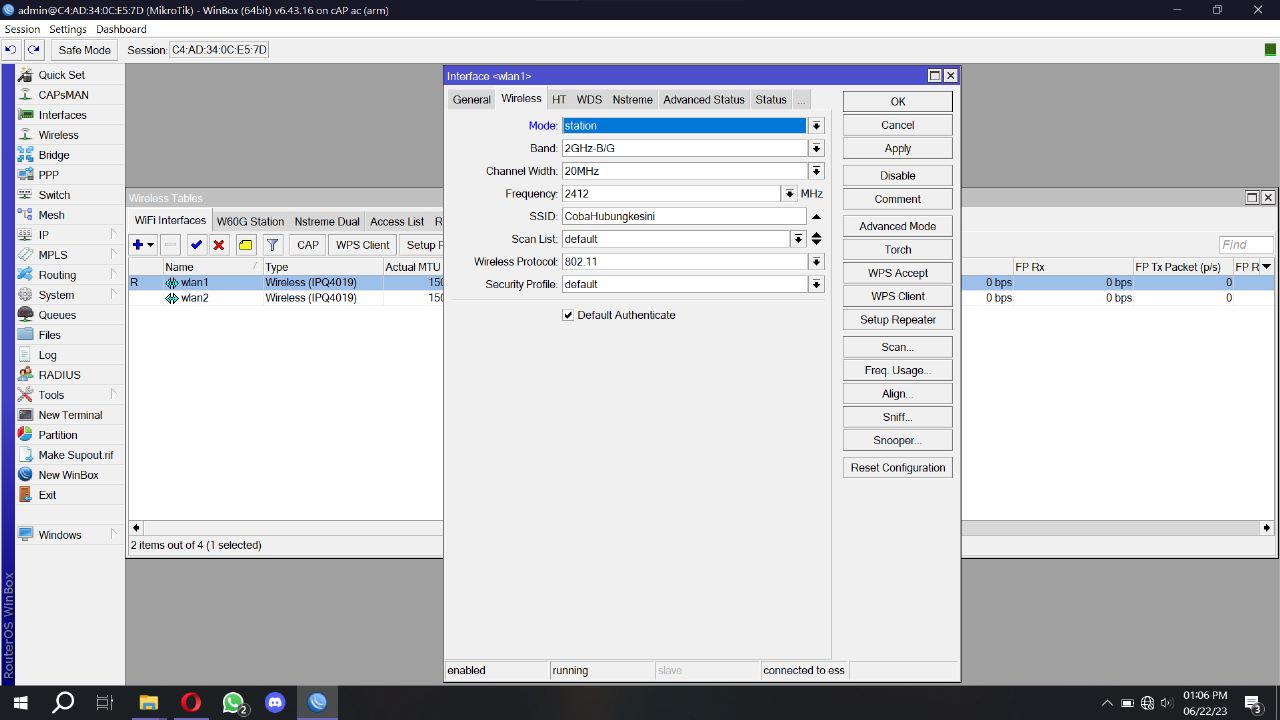 admin@C4:AD:34:0C:E5:7D (MikroTik) - WinBox (64bit) v6.43.16 on cAP ac (arm)
Session Settings Dashboard
Safe Mode Session: C4:AD:34:0C:E5:7D
Quick Set
CAPsMAN
Interfaces
Wireless
Bridge
PPP
Switch
Mesh
IP
MPLS
Routing
System
Queues
Files
Log
RADIUS
Tools
New Terminal
Partition
Make Supout.rif
New WinBox
Exit
Windows
RouterOS WinBox
Wireless Tables
WiFi Interfaces W60G Station Nstreme Dual Access List R
CAP WPS Client Setup R
Find
Name Type Actual MTU FP Rx FP Tx Packet (p/s) FP R
R wlan1 Wireless (IPQ4019) 150 0 bps 0 bps 0
wlan2 Wireless (IPQ4019) 150 0 bps 0 bps 0
2 items out of 4 (1 selected)
Interface <wlan1>
General Wireless HT WDS Nstreme Advanced Status Status ...
Mode: station
Band: 2GHz-B/G
Channel Width: 20MHz
Frequency: 2412 MHz
SSID: CobaHubungkesini
Scan List: default
Wireless Protocol: 802.11
Security Profile: default
Default Authenticate
OK
Cancel
Apply
Disable
Comment
Advanced Mode
Torch
WPS Accept
WPS Client
Setup Repeater
Scan...
Freq. Usage...
Align...
Sniff...
Snooper...
Reset Configuration
enabled running slave connected to ess
2
01:06 PM
06/22/23
3